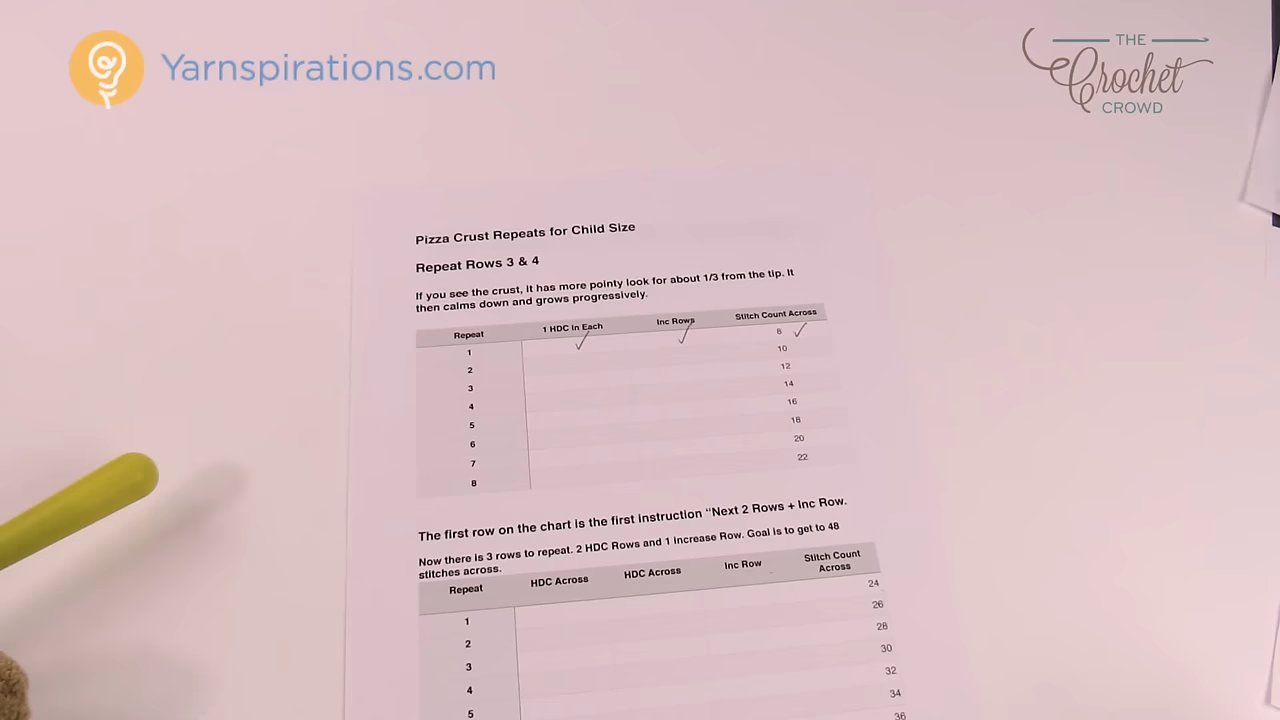 Yarnspirations.com
THE
Crochet
CROWD
Pizza Crust Repeats for Child Size
Repeat Rows 3 & 4
If you see the crust, it has more pointy look for about 1/3 from the tip. It
then calms down and grows progressively.
Repeat 1 HDC In Each Inc Rows Stitch Count Across
1 8
2 10
3 12
4 14
5 16
6 18
7 20
8 22
The first row on the chart is the first instruction “Next 2 Rows + Inc Row.
Now there is 3 rows to repeat. 2 HDC Rows and 1 increase Row. Goal is to get to 48
stitches across.
Repeat HDC Across HDC Across Inc Row Stitch Count
Across
24
1 26
2 28
3 30
4 32
5 34
36